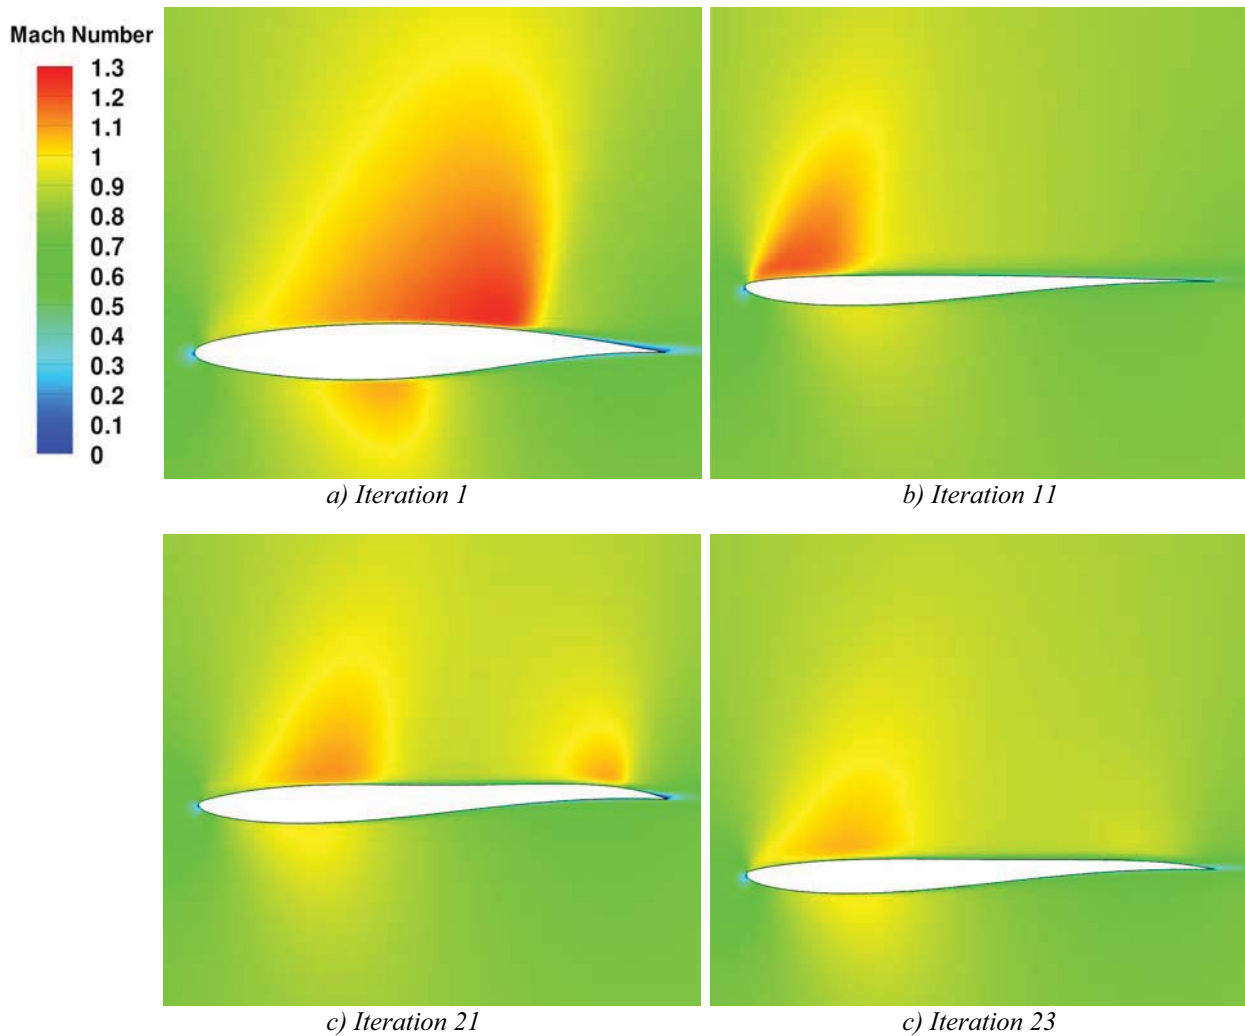 Mach Number
1.3
1.2
1.1
1
0.9
0.8
0.7
0.6
0.5
0.4
0.3
0.2
0.1
0
a) Iteration 1
b) Iteration 11
c) Iteration 21
c) Iteration 23